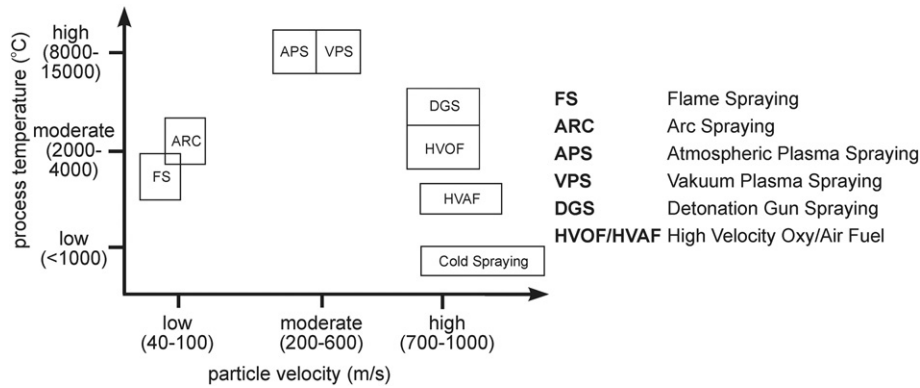 high
(8000-
15000)
APS
VPS
DGS
moderate
(2000-
4000)
ARC
HVOF
FS
HVAF
low
(<1000)
Cold Spraying
process temperature (°C)
low
(40-100)
moderate
(200-600)
high
(700-1000)
particle velocity (m/s)
FS Flame Spraying
ARC Arc Spraying
APS Atmospheric Plasma Spraying
VPS Vakuum Plasma Spraying
DGS Detonation Gun Spraying
HVOF/HVAF High Velocity Oxy/Air Fuel